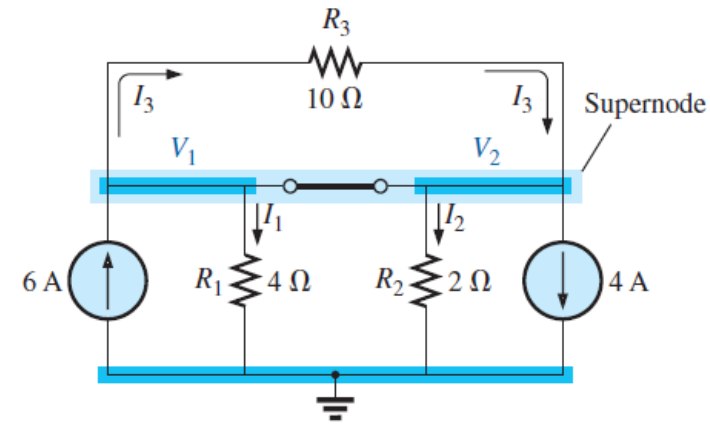 R3
10 Ω
I3
I3
Supernode
V1
V2
I1
I2
6 A
R1
4 Ω
R2
2 Ω
4 A